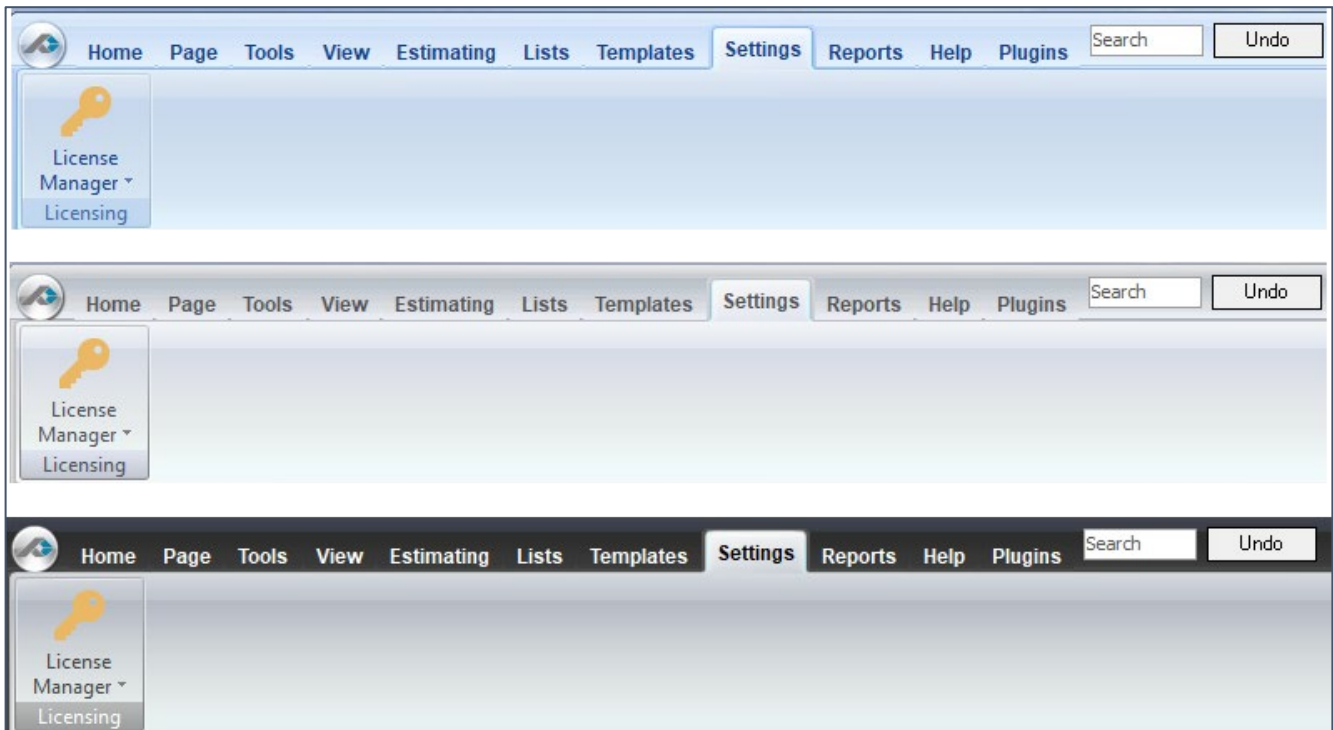 Home Page Tools View Estimating Lists Templates Settings Reports Help Plugins Search Undo
License
Manager
Licensing
Home Page Tools View Estimating Lists Templates Settings Reports Help Plugins Search Undo
License
Manager
Licensing
Home Page Tools View Estimating Lists Templates Settings Reports Help Plugins Search Undo
License
Manager
Licensing